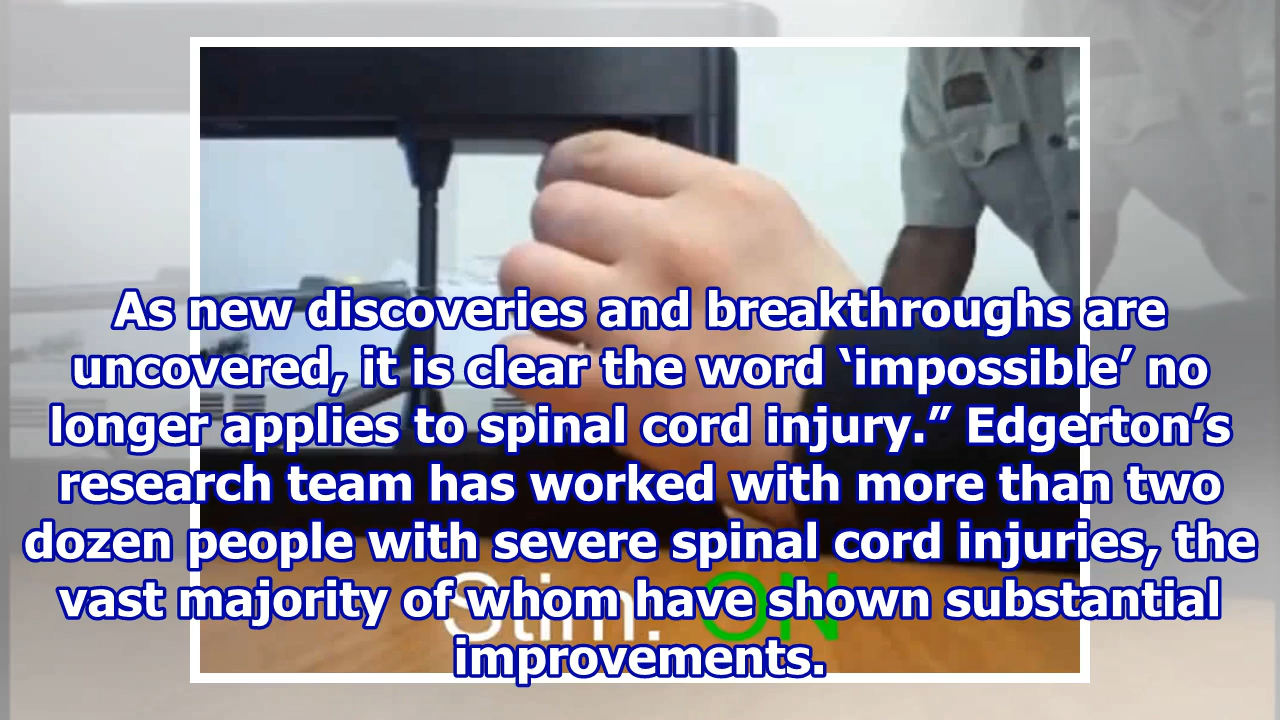 As new discoveries and breakthroughs are
uncovered, it is clear the word ‘impossible’ no
longer applies to spinal cord injury.” Edgerton’s
research team has worked with more than two
dozen people with severe spinal cord injuries, the
vast majority of whom have shown substantial
Stim. ON
improvements.